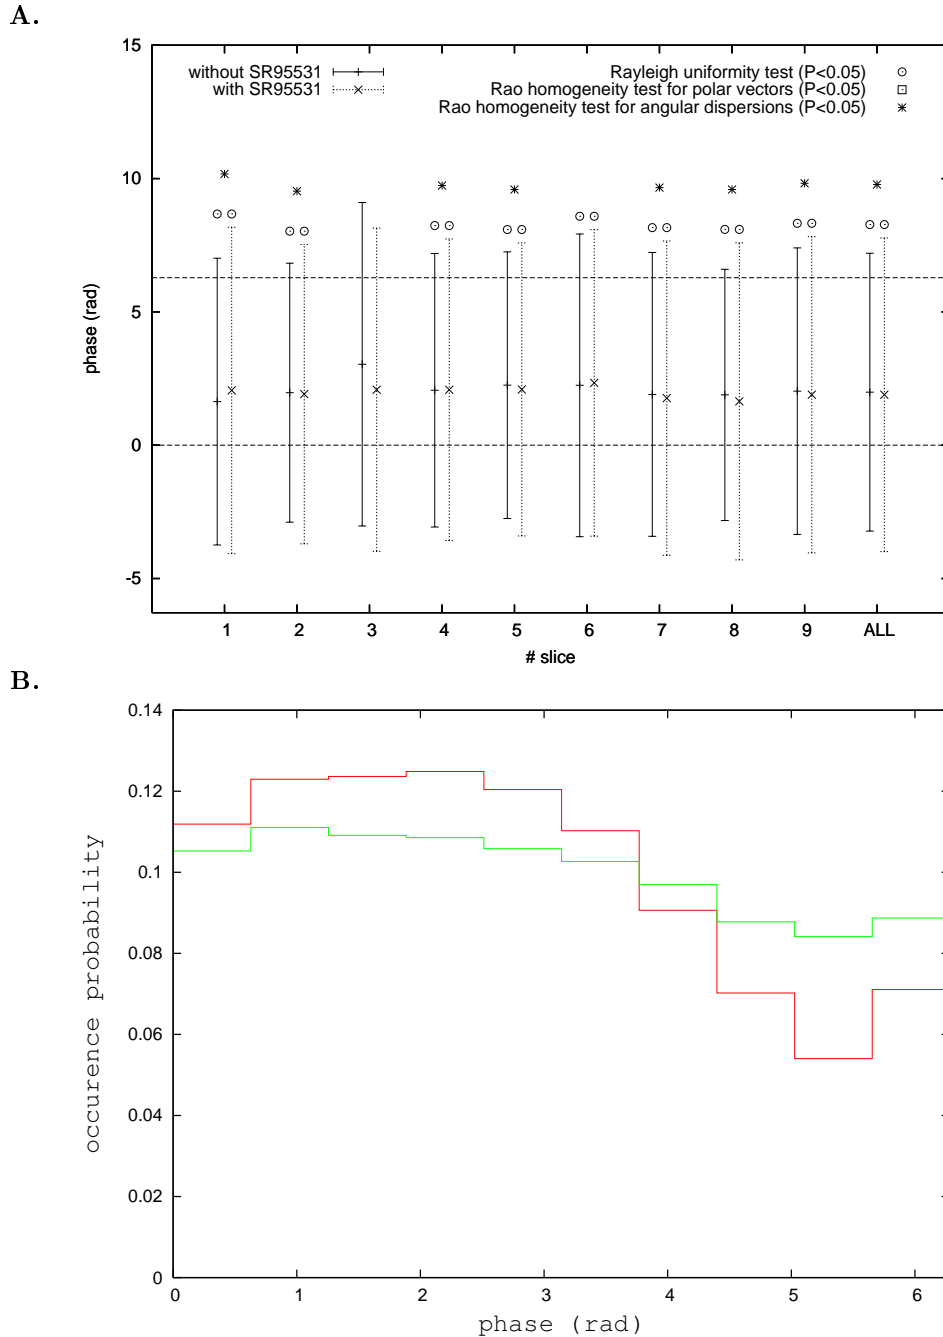 A.
15
10
5
0
-5
phase (rad)
without SR95531
with SR95531
Rayleigh uniformity test (P<0.05)
Rao homogeneity test for polar vectors (P<0.05)
Rao homogeneity test for angular dispersions (P<0.05)
1 2 3 4 5 6 7 8 9 ALL
# slice
B.
0.14
0.12
0.1
0.08
0.06
0.04
0.02
0
occurence probability
0 1 2 3 4 5 6
phase (rad)